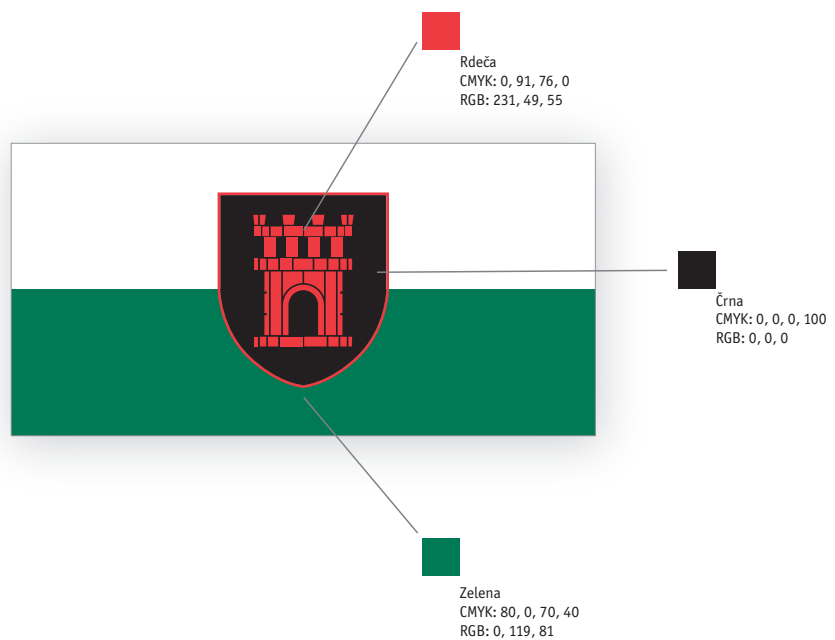 Rdeča
CMYK: 0, 91, 76, 0
RGB: 231, 49, 55
Črna
CMYK: 0, 0, 0, 100
RGB: 0, 0, 0
Zelena
CMYK: 80, 0, 70, 40
RGB: 0, 119, 81